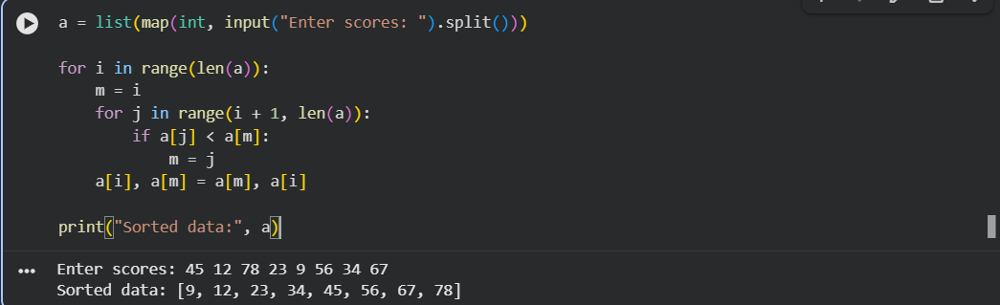 a = list(map(int, input("Enter scores: ").split()))
for i in range(len(a)):
    m = i
    for j in range(i + 1, len(a)):
        if a[j] < a[m]:
            m = j
    a[i], a[m] = a[m], a[i]
print("Sorted data:", a)
Enter scores: 45 12 78 23 9 56 34 67
Sorted data: [9, 12, 23, 34, 45, 56, 67, 78]